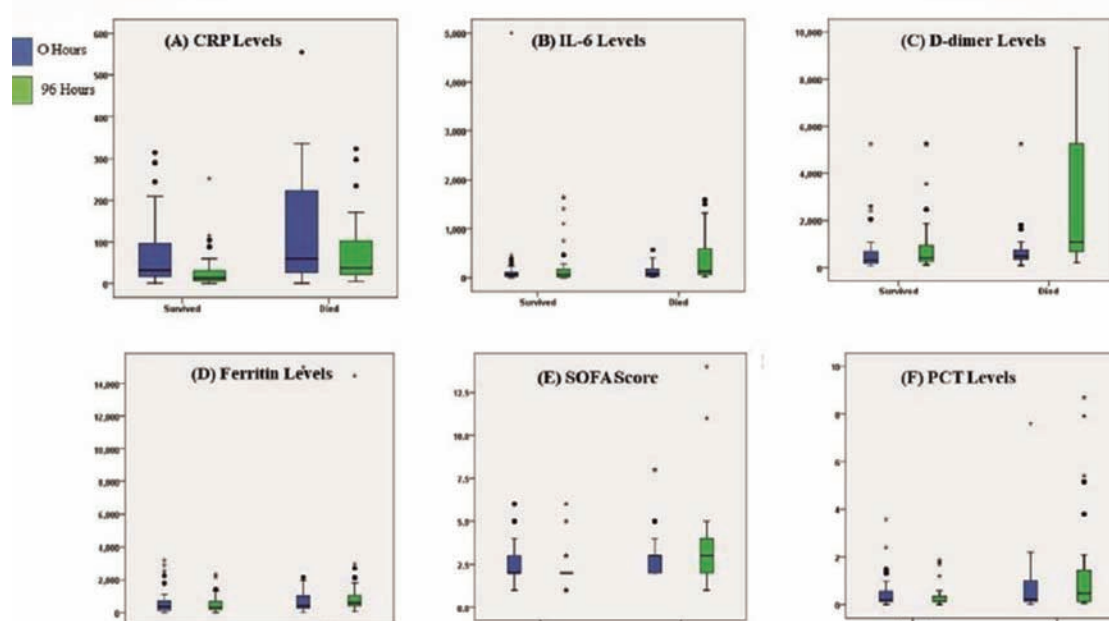 (A) CRP Levels
(B) IL-6 Levels
(C) D-dimer Levels
O Hours
96 Hours
600
500
400
300
200
100
0
Survived
Died
5,000
4,000
3,000
2,000
1,000
0
Survived
Died
10,000
8,000
6,000
4,000
2,000
0
Survived
Died
(D) Ferritin Levels
(E) SOFA Score
(F) PCT Levels
14,000
12,000
10,000
8,000
6,000
4,000
2,000
0
12.5
10.0
7.5
5.0
2.5
0.0
10
8
6
4
2
0